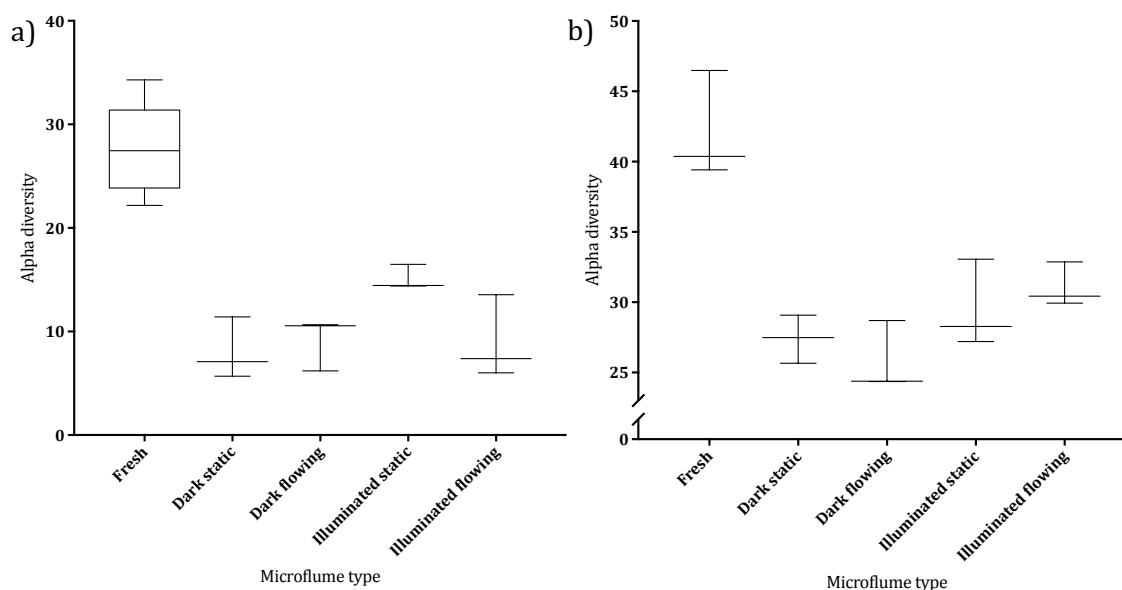 a)
40
30
20
10
0
Alpha diversity
Fresh
Dark static
Dark flowing
Illuminated static
Illuminated flowing
Microflume type
b)
50
45
40
35
30
25
0
Alpha diversity
Fresh
Dark static
Dark flowing
Illuminated static
Illuminated flowing
Microflume type